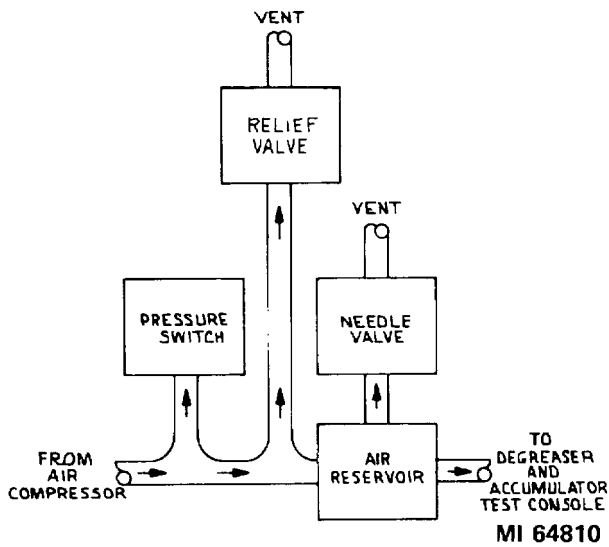 VENT
RELIEF
VALVE
VENT
PRESSURE
SWITCH
NEEDLE
VALVE
FROM
AIR
COMPRESSOR
AIR
RESERVOIR
TO
DEGREASER
AND
ACCUMULATOR
TEST CONSOLE
MI 64810